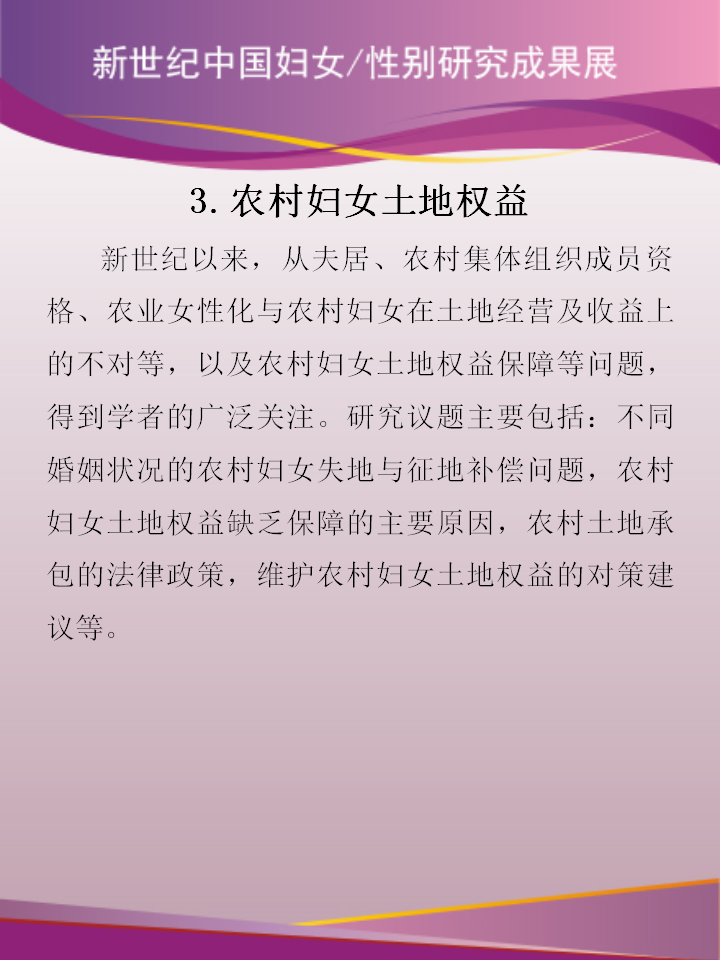 新世纪中国妇女/性别研究成果展
3.农村妇女土地权益
新世纪以来，从夫居、农村集体组织成员资
格、农业女性化与农村妇女在土地经营及收益上
的不对等，以及农村妇女土地权益保障等问题，
得到学者的广泛关注。研究议题主要包括：不同
婚姻状况的农村妇女失地与征地补偿问题，农村
妇女土地权益缺乏保障的主要原因，农村土地承
包的法律政策，维护农村妇女土地权益的对策建
议等。